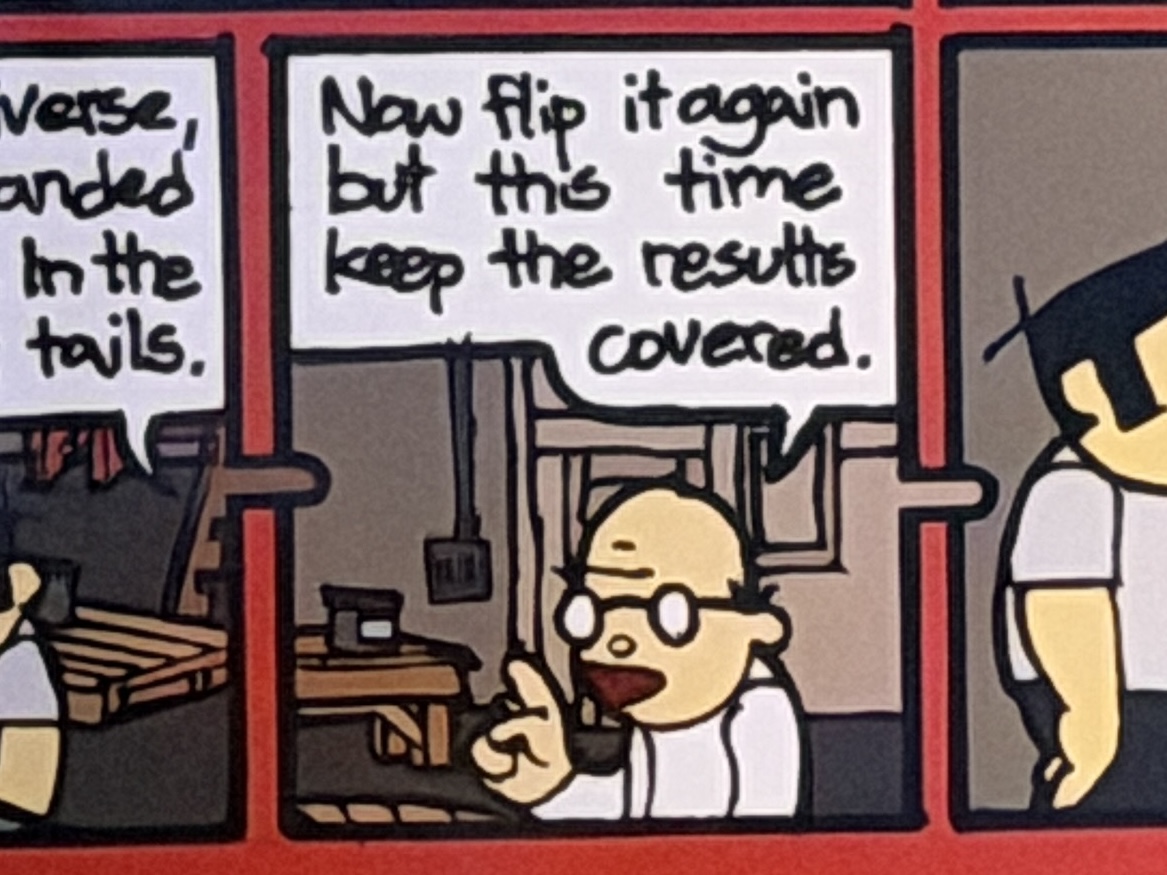 verse,
anded
In the
tails.
Now flip it again
but this time
keep the results
covered.